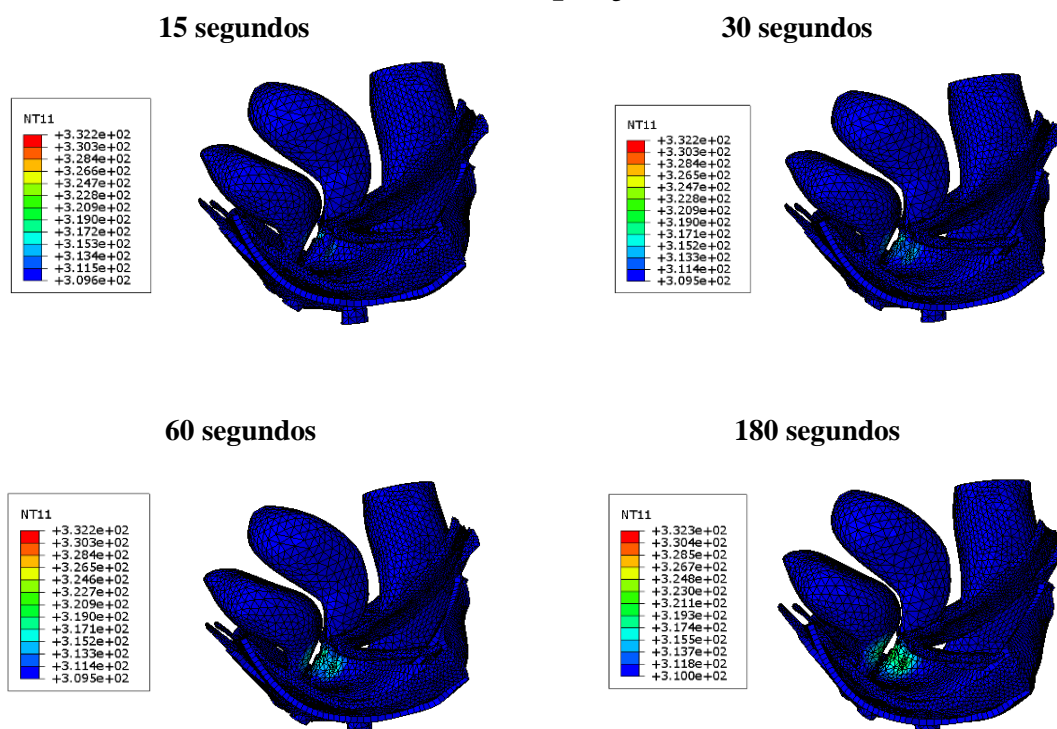 15 segundos
30 segundos
NT11
+3.322e+02
+3.303e+02
+3.284e+02
+3.266e+02
+3.247e+02
+3.228e+02
+3.209e+02
+3.190e+02
+3.172e+02
+3.153e+02
+3.134e+02
+3.115e+02
+3.096e+02
NT11
+3.322e+02
+3.303e+02
+3.284e+02
+3.265e+02
+3.247e+02
+3.228e+02
+3.209e+02
+3.190e+02
+3.171e+02
+3.152e+02
+3.133e+02
+3.114e+02
+3.095e+02
60 segundos
180 segundos
NT11
+3.322e+02
+3.303e+02
+3.284e+02
+3.265e+02
+3.246e+02
+3.227e+02
+3.209e+02
+3.190e+02
+3.171e+02
+3.152e+02
+3.133e+02
+3.114e+02
+3.095e+02
NT11
+3.323e+02
+3.304e+02
+3.285e+02
+3.267e+02
+3.248e+02
+3.230e+02
+3.211e+02
+3.193e+02
+3.174e+02
+3.155e+02
+3.137e+02
+3.118e+02
+3.100e+02